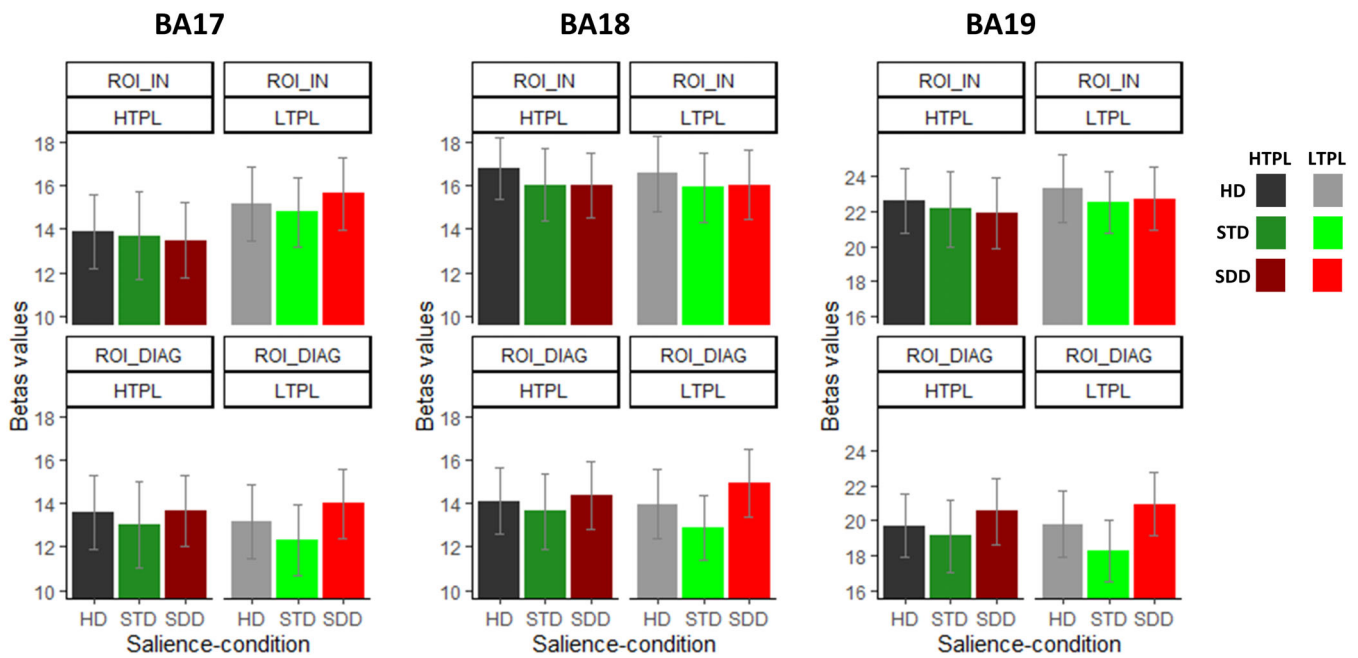 BA17
BA18
BA19
ROI_IN ROI_IN
HTPL LTPL
18
16
14
12
10
ROI_IN ROI_IN
HTPL LTPL
18
16
14
12
10
ROI_IN ROI_IN
HTPL LTPL
24
22
20
18
16
HTPL LTPL
HD
STD
SDD
Betas values
Betas values
Betas values
ROI_DIAG ROI_DIAG
HTPL LTPL
18
16
14
12
10
HD STD SDD HD STD SDD
Salience-condition
ROI_DIAG ROI_DIAG
HTPL LTPL
18
16
14
12
10
HD STD SDD HD STD SDD
Salience-condition
ROI_DIAG ROI_DIAG
HTPL LTPL
24
22
20
18
16
HD STD SDD HD STD SDD
Salience-condition